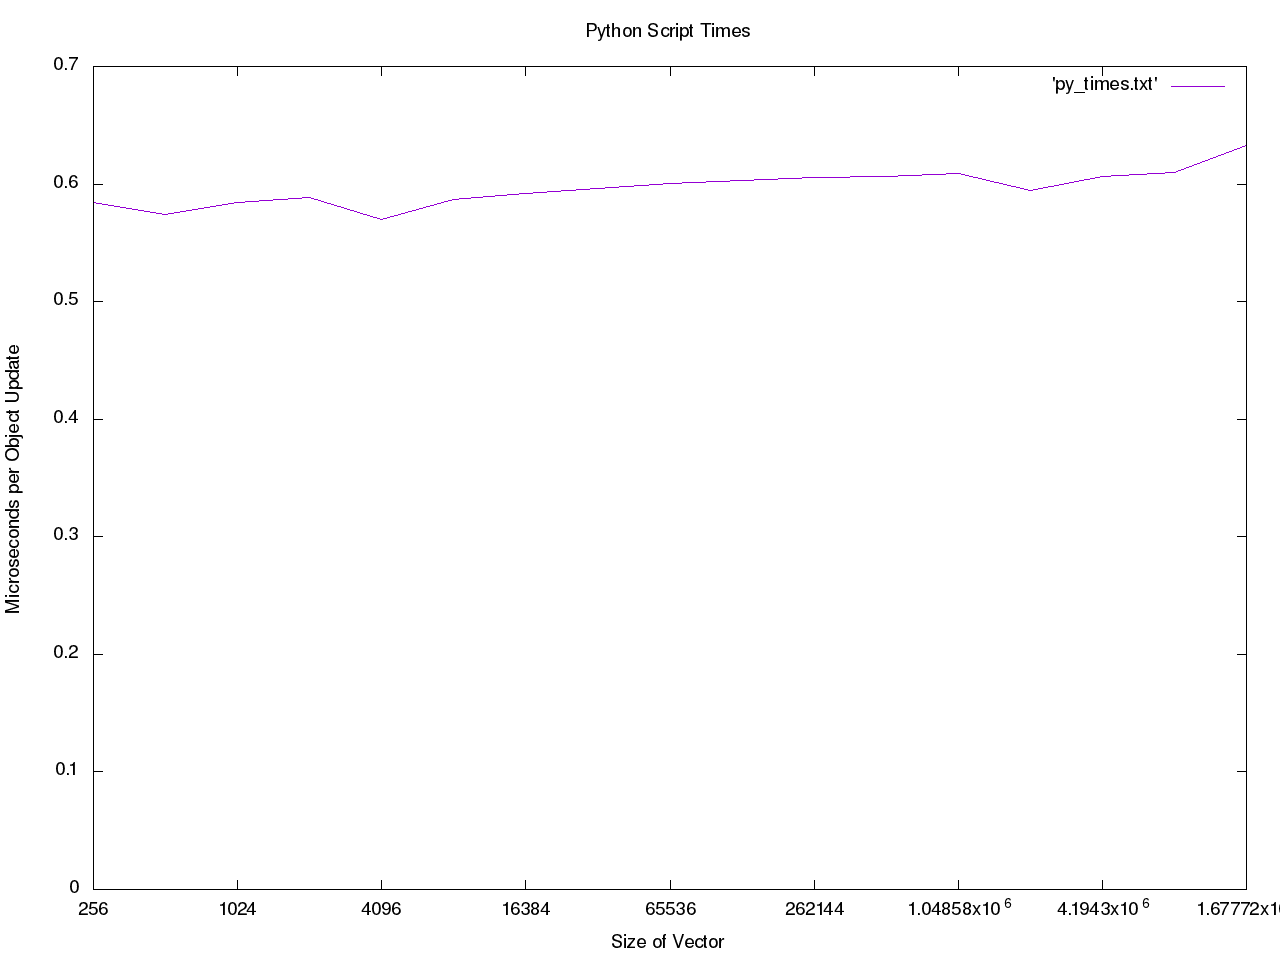 Python Script Times
'py_times.txt'
0.7
0.6
0.5
0.4
0.3
0.2
0.1
0
Microseconds per Object Update
256 1024 4096 16384 65536 262144 1.04858x10 6 4.1943x10 6 1.67772x1
Size of Vector